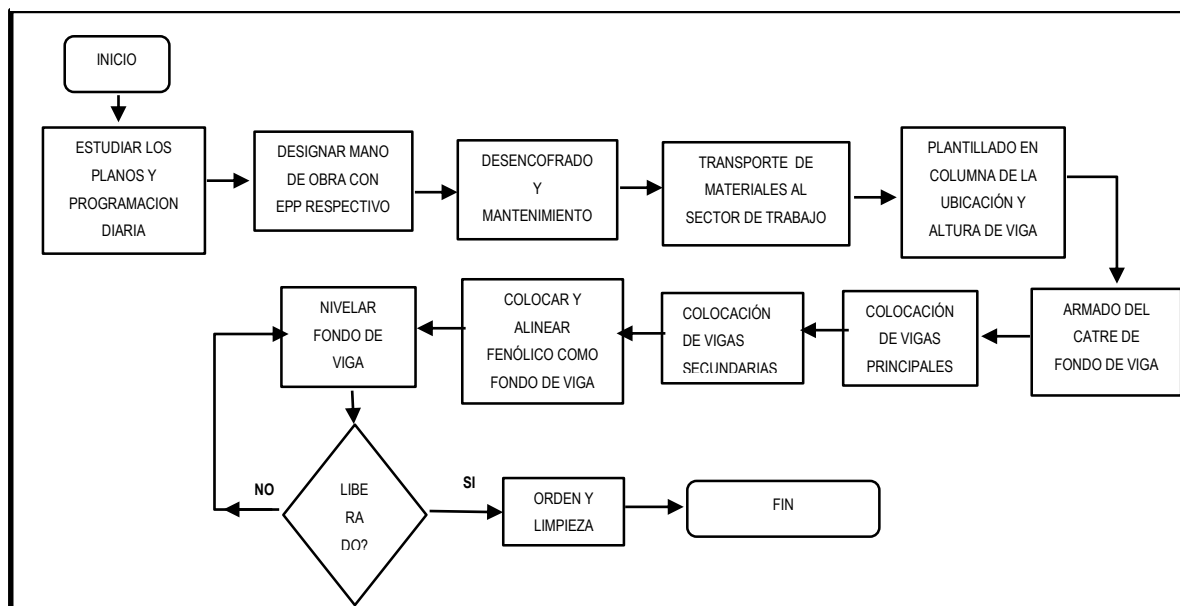 INICIO
ESTUDIAR LOS
PLANOS Y
PROGRAMACION
DIARIA
DESIGNAR MANO
DE OBRA CON
EPP RESPECTIVO
DESENCOFRADO
Y
MANTENIMIENTO
TRANSPORTE DE
MATERIALES AL
SECTOR DE TRABAJO
PLANTILLADO EN
COLUMNA DE LA
UBICACIÓN Y
ALTURA DE VIGA
ARMADO DEL
CATRE DE
FONDO DE VIGA
COLOCACIÓN
DE VIGAS
PRINCIPALES
COLOCACIÓN
DE VIGAS
SECUNDARIAS
COLOCAR Y
ALINEAR
FENÓLICO COMO
FONDO DE VIGA
NIVELAR
FONDO DE
VIGA
LIBE
RA
DO?
NO
SI
ORDEN Y
LIMPIEZA
FIN